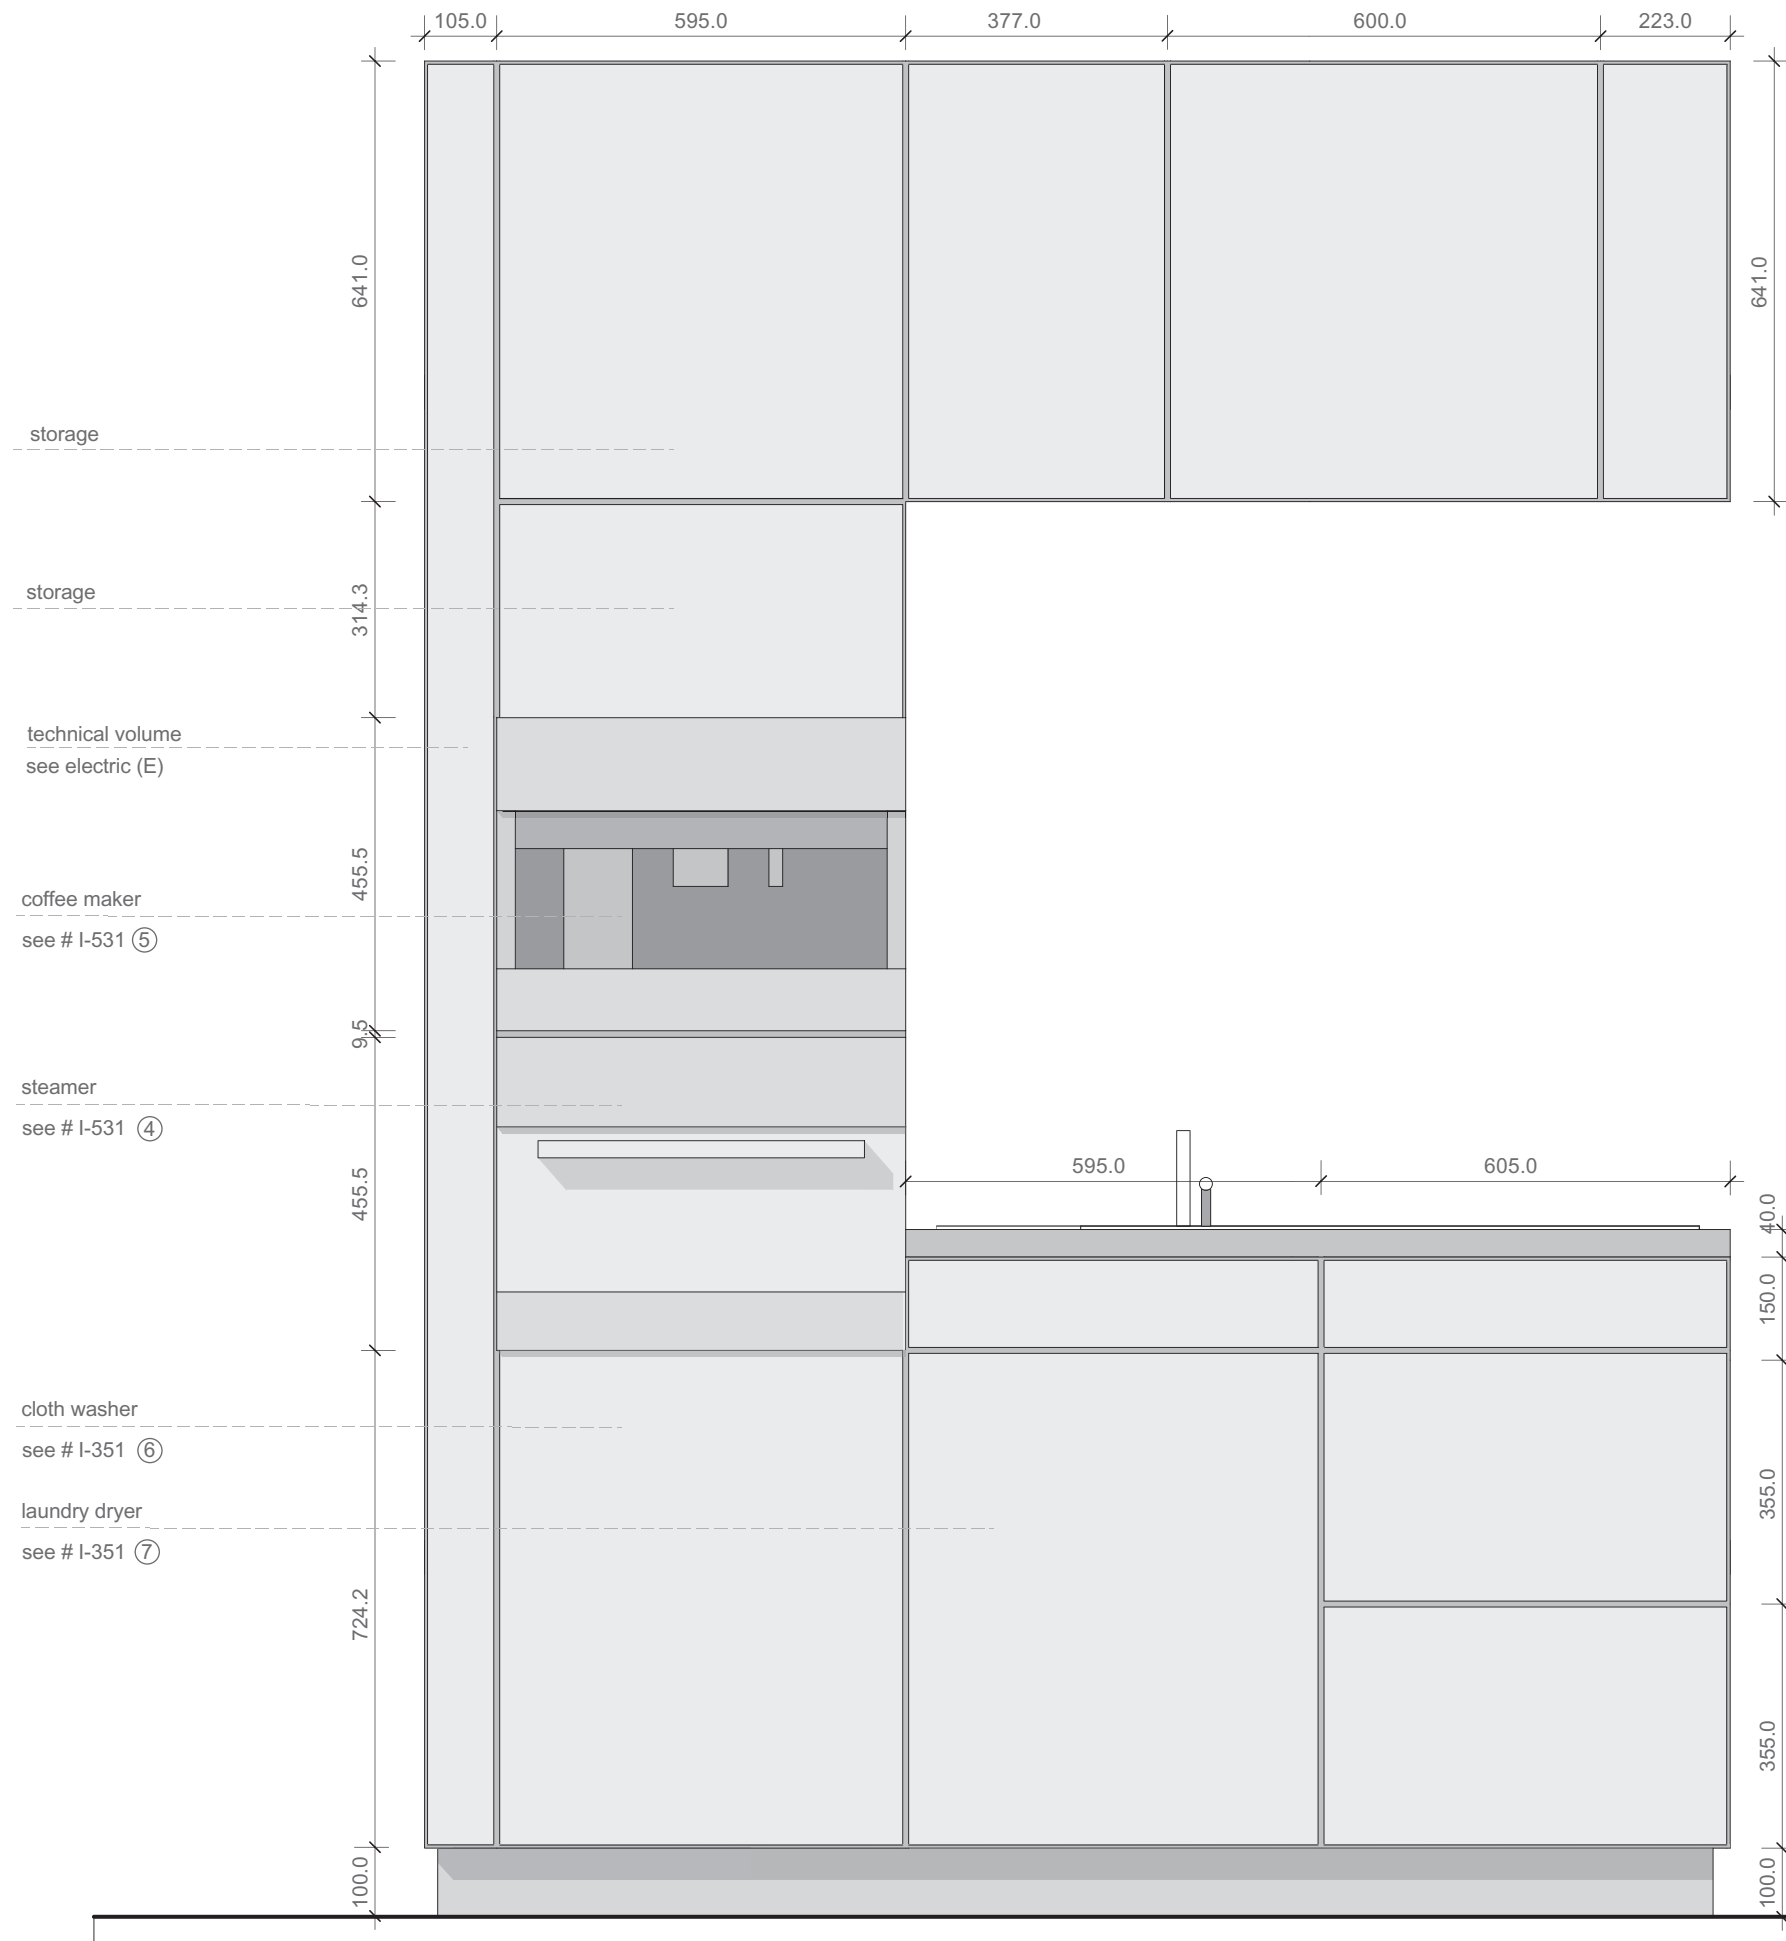 105.0 595.0 377.0 600.0 223.0
641.0
641.0
storage
storage
314.3
technical volume
see electric (E)
455.5
coffee maker
see # I-531 ⑤
9.5
steamer
see # I-531 ④
455.5
595.0 605.0
40.0
150.0
cloth washer
see # I-351 ⑥
355.0
laundry dryer
see # I-351 ⑦
724.2
355.0
100.0
100.0